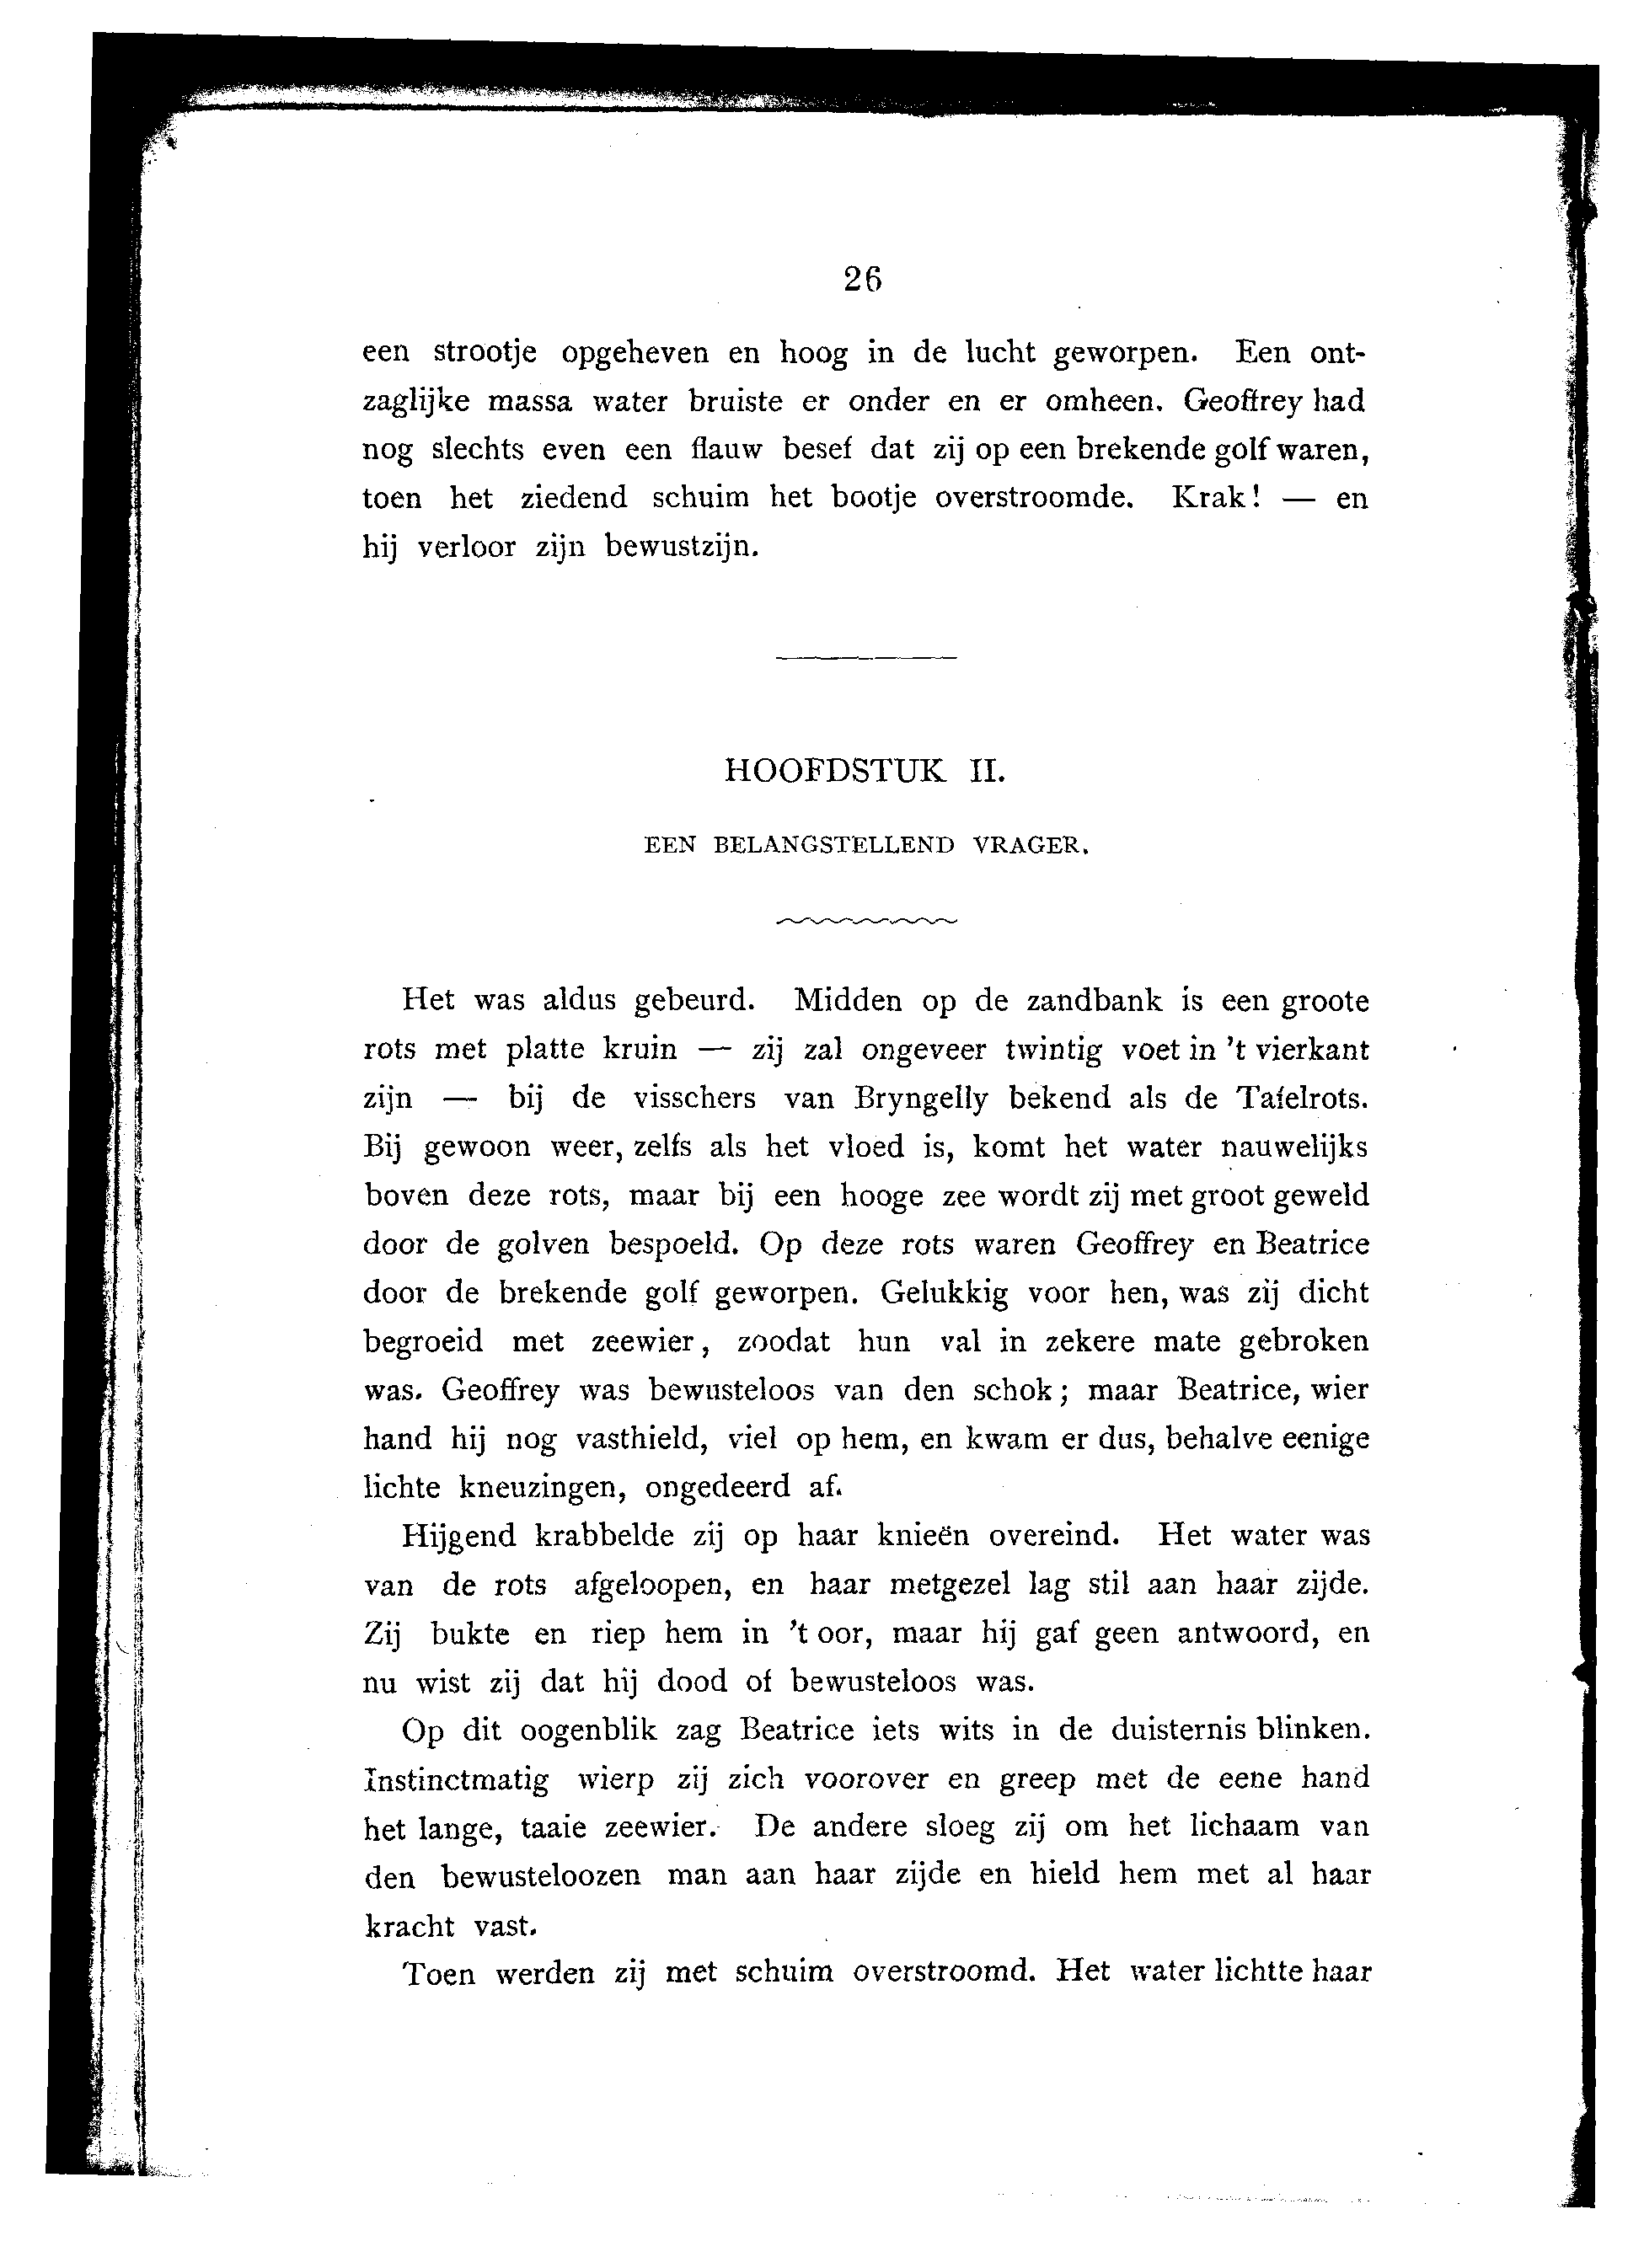 26
een strootje opgeheven en hoog in de lucht geworpen. Een ont-
zaglijke massa water bruiste er onder en er omheen. Geoffrey had
nog slechts even een flauw besef dat zij op een brekende golf waren,
toen het ziedend schuim het bootje overstroomde. Krak! — en
hij verloor zijn bewustzijn.
HOOFDSTUK II.
EEN BELANGSTELLEND VRAGER.
Het was aldus gebeurd. Midden op de zandbank is een groote
rots met platte kruin — zij zal ongeveer twintig voet in 't vierkant
zijn — bij de visschers van Bryngelly bekend als de Tafelrots.
Bij gewoon weer, zelfs als het vloed is, komt het water nauwelijks
boven deze rots, maar bij een hooge zee wordt zij met groot geweld
door de golven bespoeld. Op deze rots waren Geoffrey en Beatrice
door de brekende golf geworpen. Gelukkig voor hen, was zij dicht
begroeid met zeewier, zoodat hun val in zekere mate gebroken
was. Geoffrey was bewusteloos van den schok; maar Beatrice, wier
hand hij nog vasthield, viel op hem, en kwam er dus, behalve eenige
lichte kneuzingen, ongedeerd af.
Hijgend krabbelde zij op haar knieën overeind. Het water was
van de rots afgeloopen, en haar metgezel lag stil aan haar zijde.
Zij bukte en riep hem in 't oor, maar hij gaf geen antwoord, en
nu wist zij dat hij dood of bewusteloos was.
Op dit oogenblik zag Beatrice iets wits in de duisternis blinken.
Instinctmatig wierp zij zich voorover en greep met de eene hand
het lange, taaie zeewier. De andere sloeg zij om het lichaam van
den bewusteloozen man aan haar zijde en hield hem met al haar
kracht vast.
Toen werden zij met schuim overstroomd. Het water lichtte haar